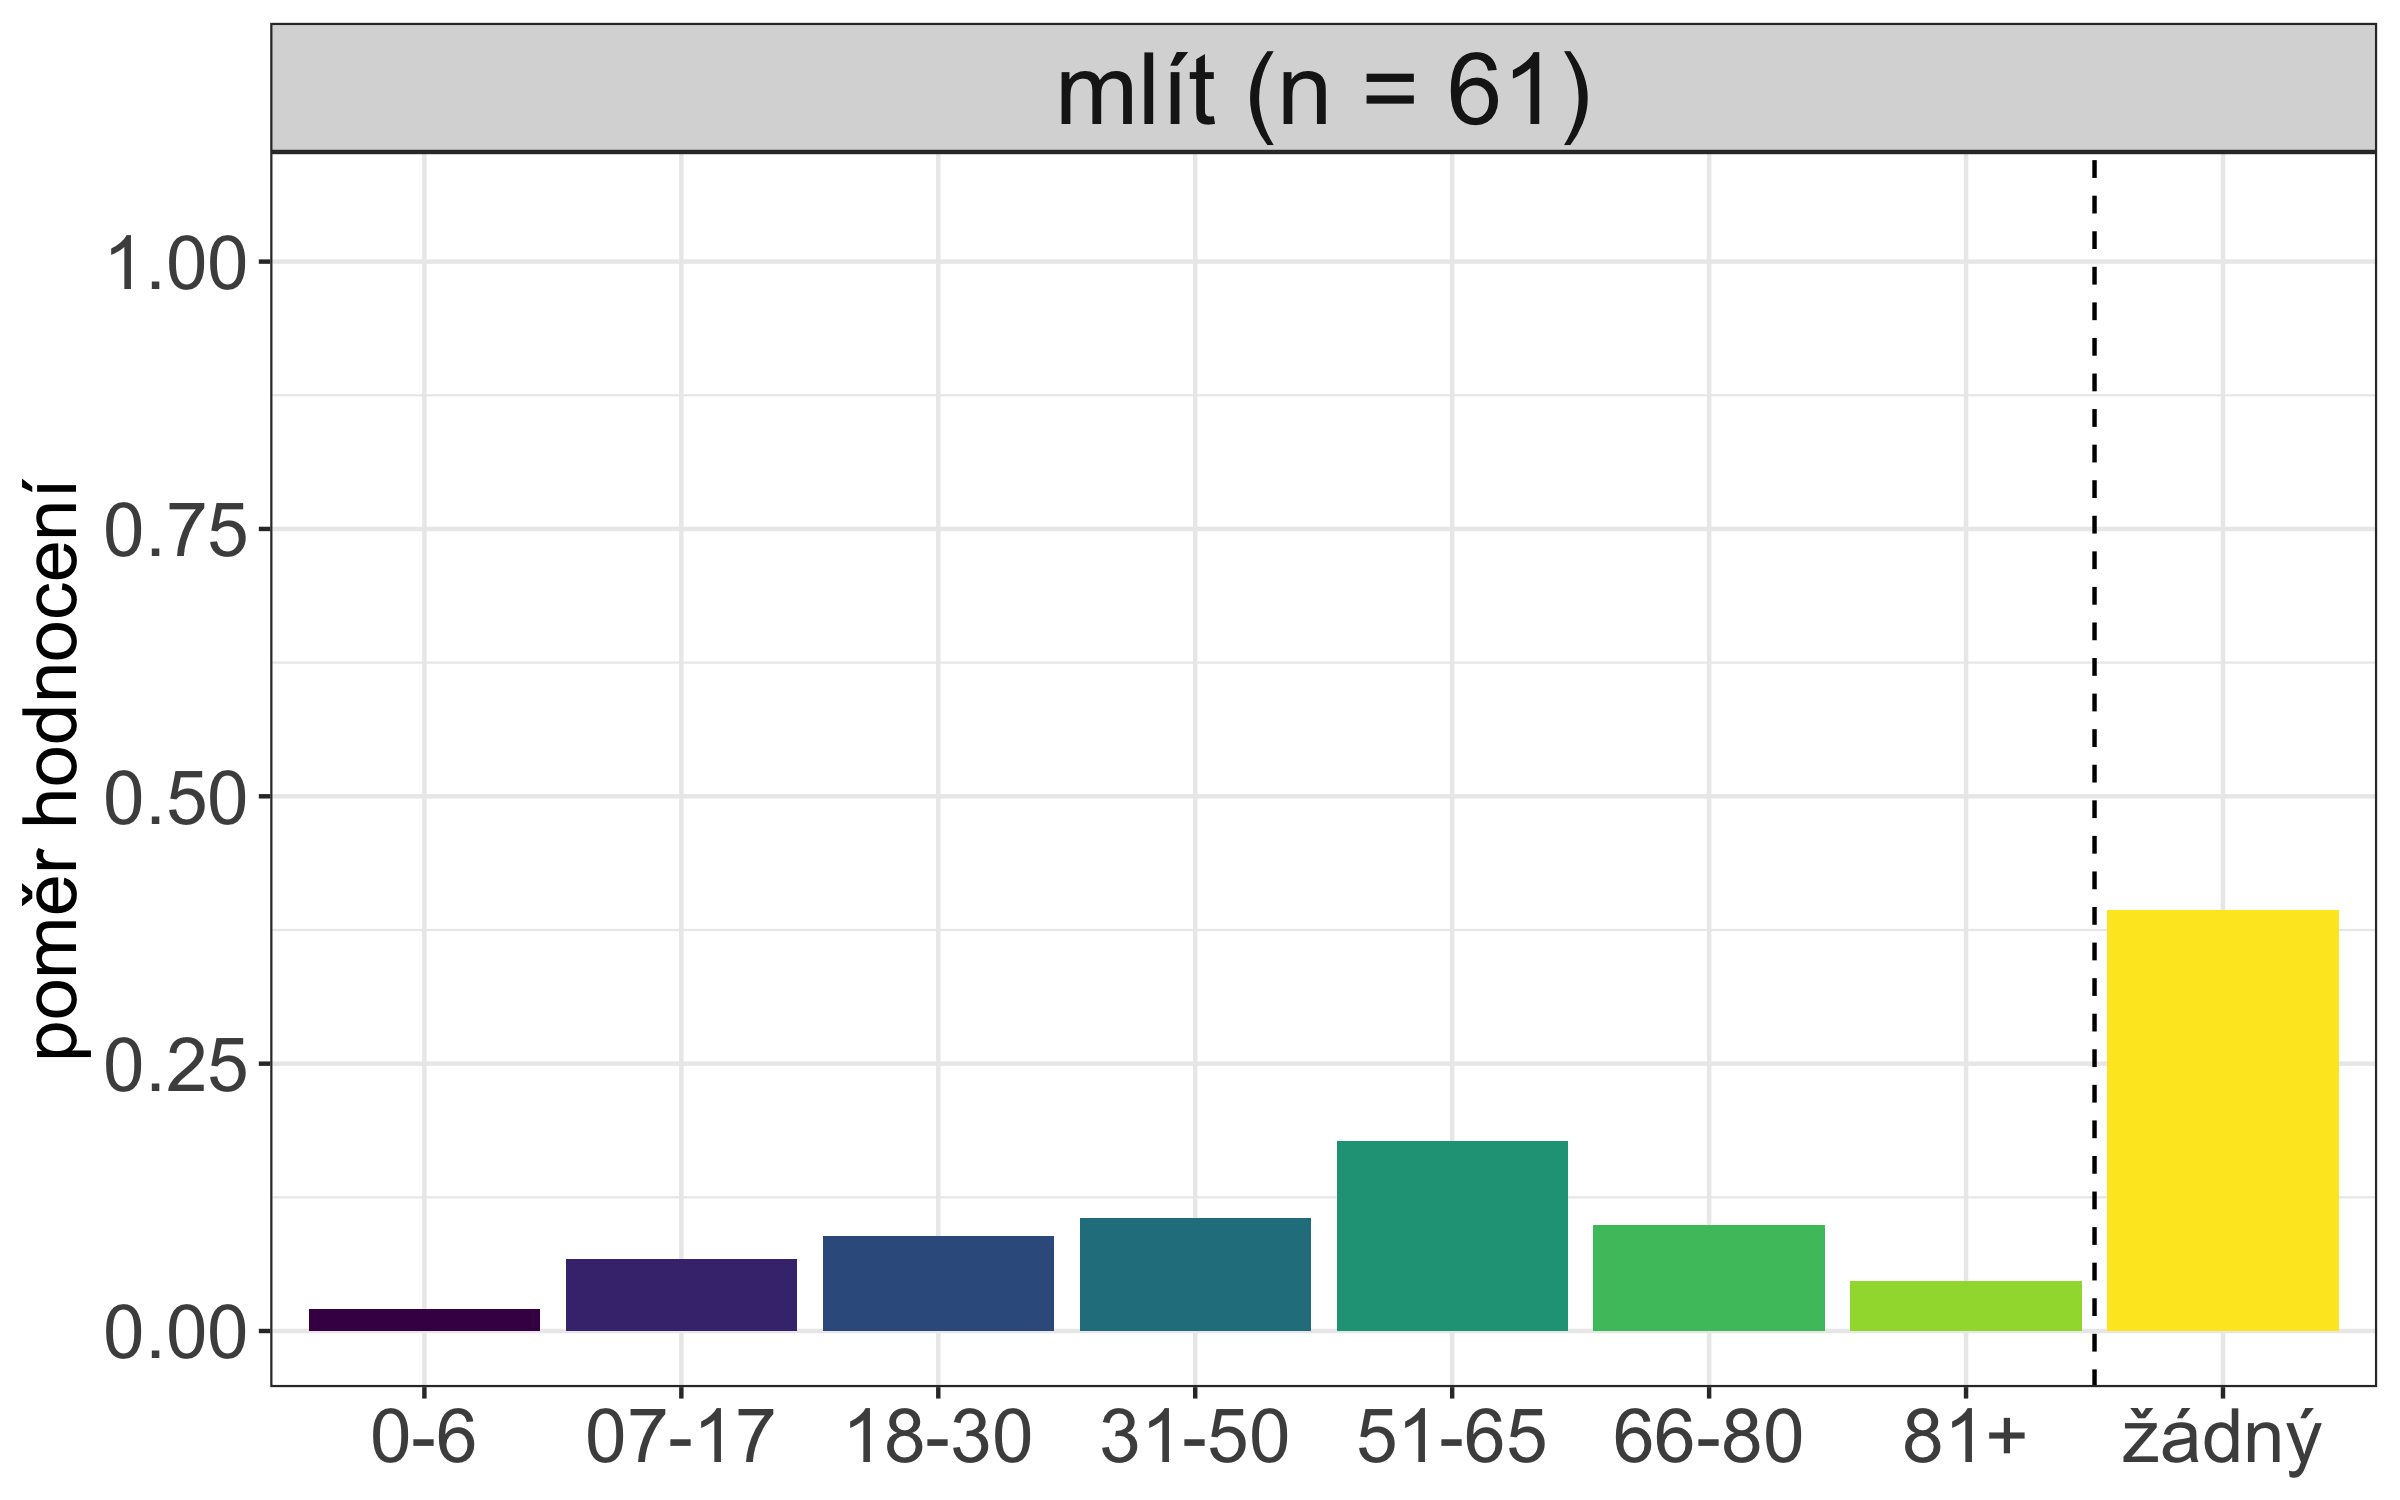 mlít (n = 61)
poměr hodnocení
1.00
0.75
0.50
0.25
0.00
0-6 07-17 18-30 31-50 51-65 66-80 81+ žádný